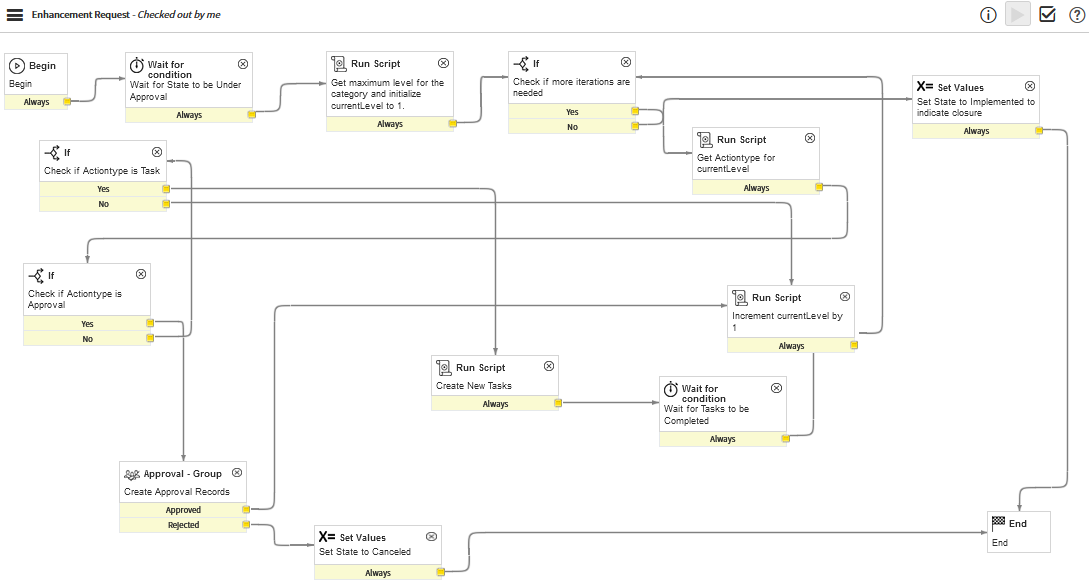 Enhancement Request - Checked out by me
Begin
Begin
Always
Wait for
condition
Wait for State to be Under
Approval
Always
Run Script
Get maximum level for the
category and initialize
currentLevel to 1.
Always
If
Check if more iterations are
needed
Yes
No
X= Set Values
Set State to Implemented to
indicate closure
Always
Run Script
Get Actiontype for
currentLevel
Always
If
Check if Actiontype is Task
Yes
No
If
Check if Actiontype is
Approval
Yes
No
Run Script
Increment currentLevel by
1
Always
Run Script
Create New Tasks
Always
Wait for
condition
Wait for Tasks to be
Completed
Always
Approval - Group
Create Approval Records
Approved
Rejected
X= Set Values
Set State to Canceled
Always
End
End